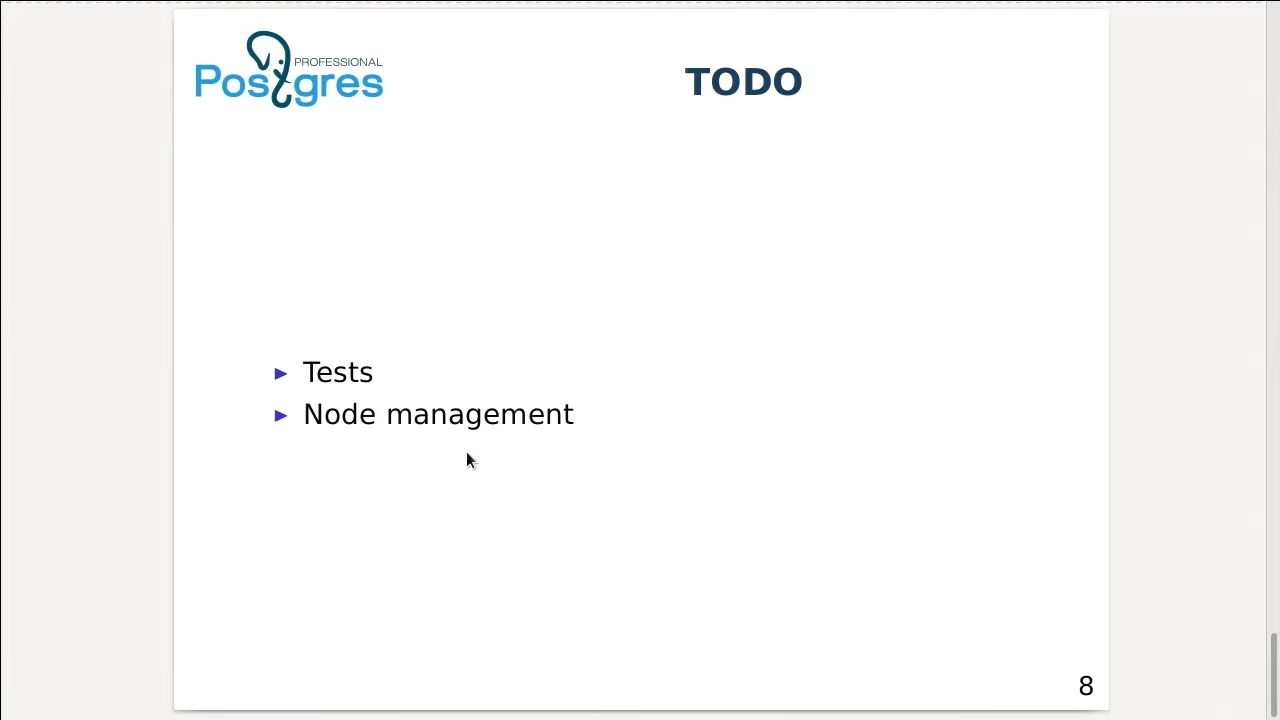 PROFESSIONAL
Postgres
TODO
Tests
Node management
8